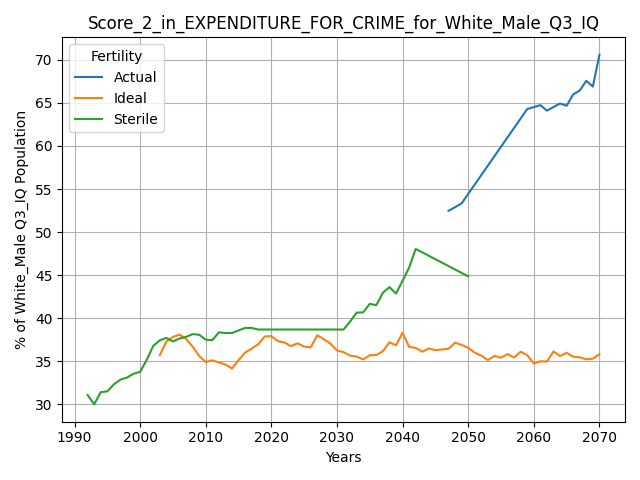 Score_2_in_EXPENDITURE_FOR_CRIME_for_White_Male_Q3_IQ
Fertility
Actual
Ideal
Sterile
% of White_Male Q3_IQ Population
70
65
60
55
50
45
40
35
30
1990 2000 2010 2020 2030 2040 2050 2060 2070
Years